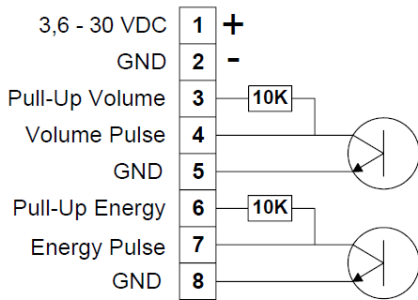 3,6 - 30 VDC 1 +
GND 2 -
Pull-Up Volume 3 10K
Volume Pulse 4
GND 5
Pull-Up Energy 6 10K
Energy Pulse 7
GND 8